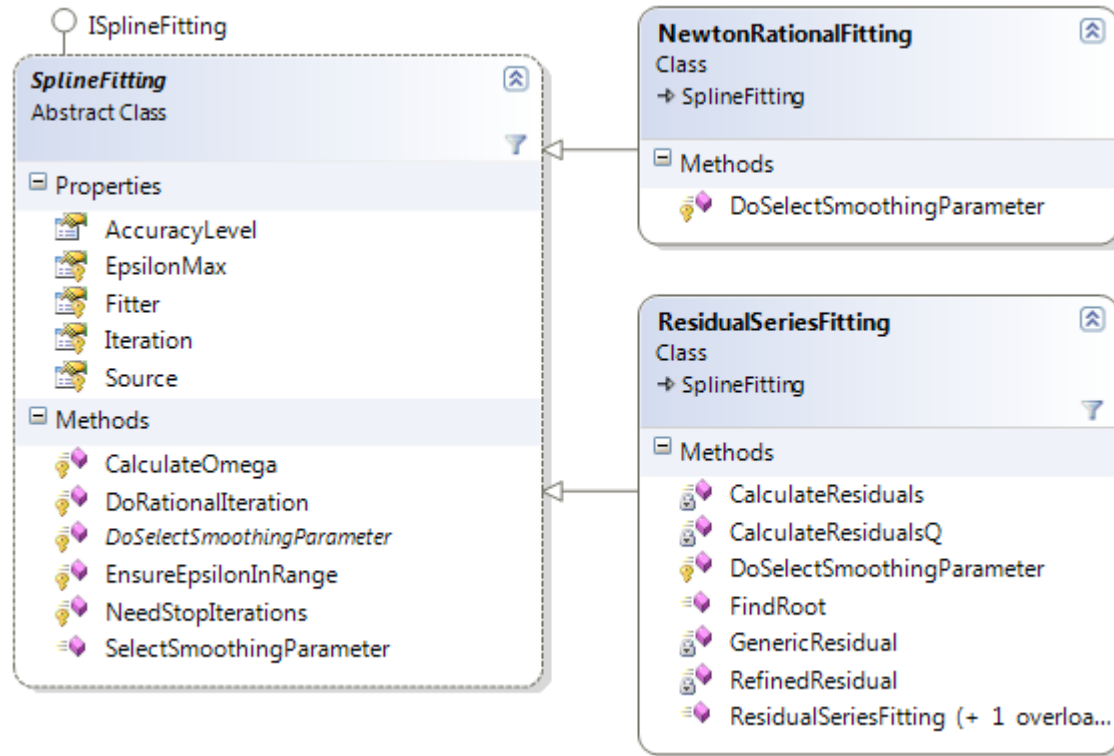 ISplineFitting
SplineFitting
Abstract Class
Properties
AccuracyLevel
EpsilonMax
Fitter
Iteration
Source
Methods
CalculateOmega
DoRationalIteration
DoSelectSmoothingParameter
EnsureEpsilonInRange
NeedStopIterations
SelectSmoothingParameter
NewtonRationalFitting
Class
SplineFitting
Methods
DoSelectSmoothingParameter
ResidualSeriesFitting
Class
SplineFitting
Methods
CalculateResiduals
CalculateResidualsQ
DoSelectSmoothingParameter
FindRoot
GenericResidual
RefinedResidual
ResidualSeriesFitting (+ 1 overloa...